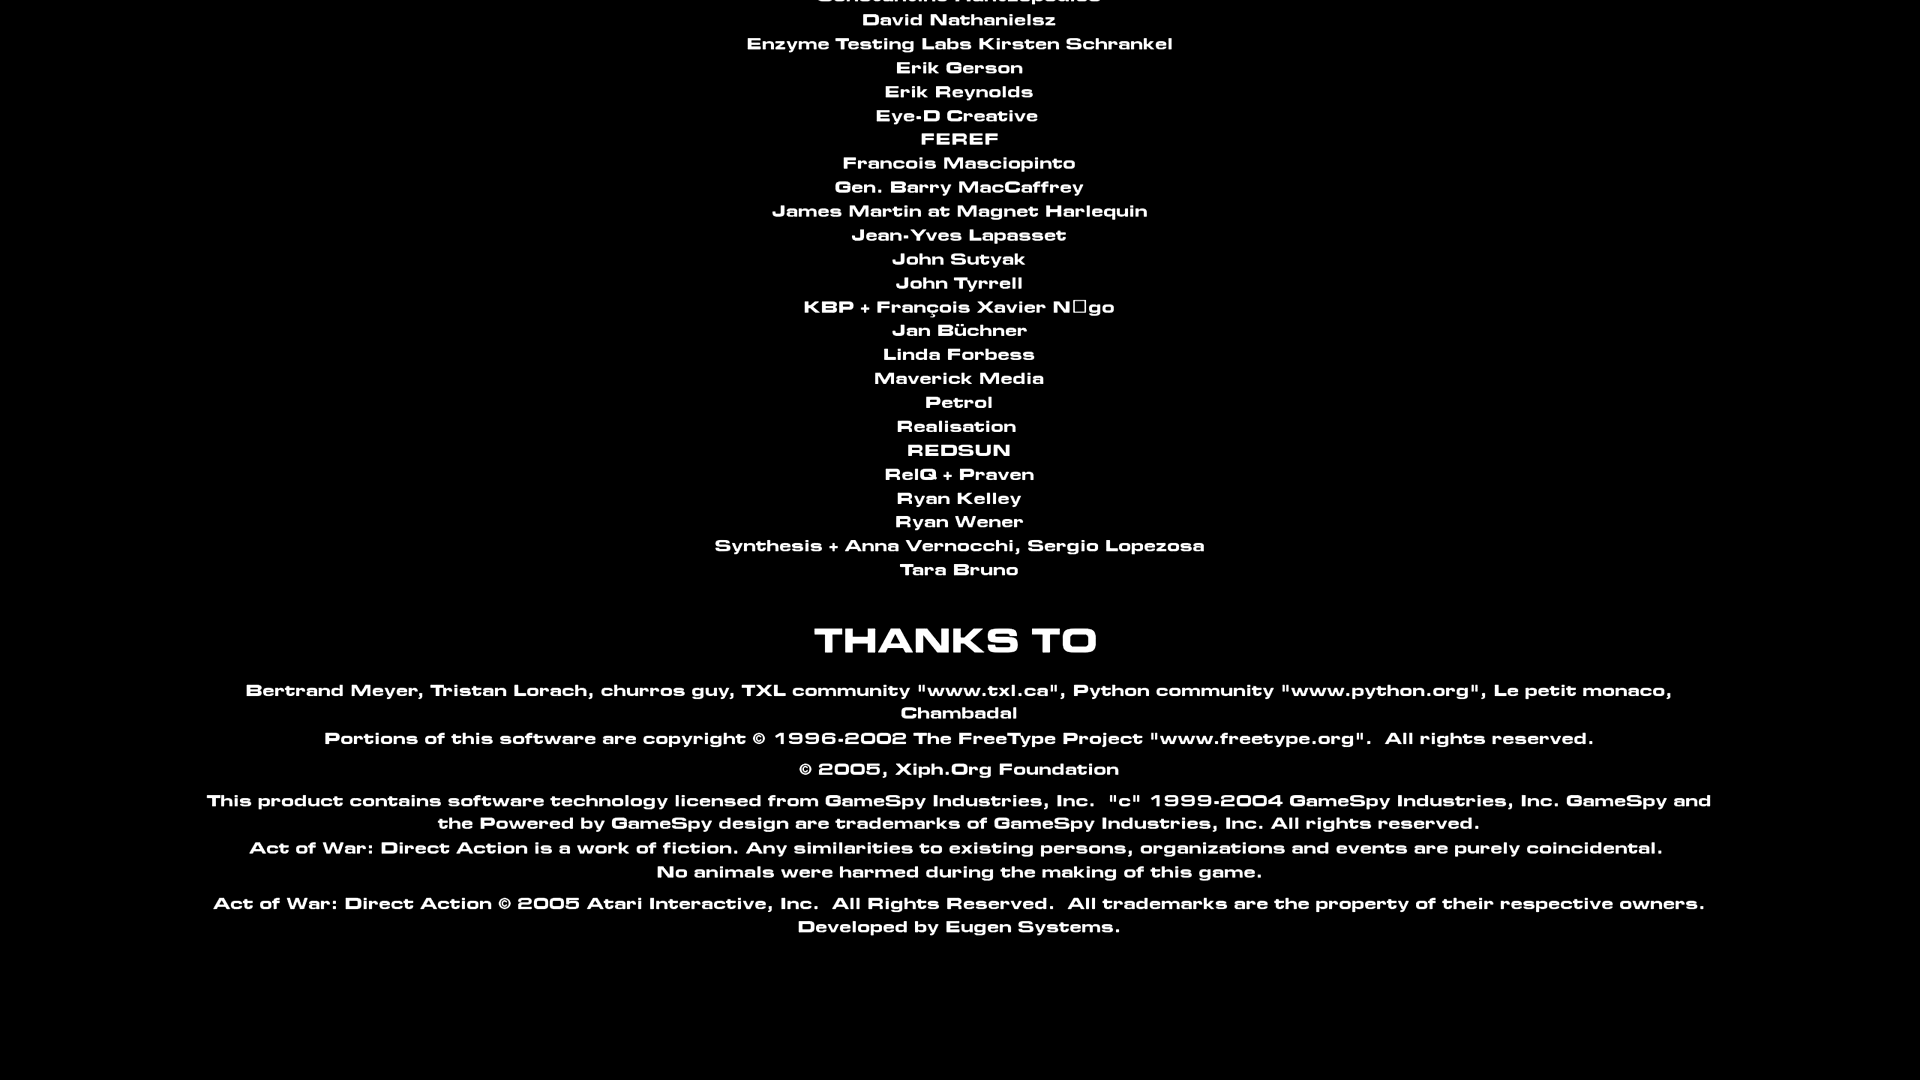 David Nathanielsz
Enzyme Testing Labs Kirsten Schrankel
Erik Gerson
Erik Reynolds
Eye-D Creative
FEREF
Francois Masciopinto
Gen. Barry MacCaffrey
James Martin at Magnet Harlequin
Jean-Yves Lapasset
John Sutyak
John Tyrrell
KBP + François Xavier N□go
Jan Büchner
Linda Forbess
Maverick Media
Petrol
Realisation
REDSUN
RelQ + Praven
Ryan Kelley
Ryan Wener
Synthesis + Anna Vernocchi, Sergio Lopezosa
Tara Bruno
THANKS TO
Bertrand Meyer, Tristan Lorach, churros guy, TXL community "www.txl.ca", Python community "www.python.org", Le petit monaco,
Chambadal
Portions of this software are copyright © 1996-2002 The FreeType Project "www.freetype.org".  All rights reserved.
© 2005, Xiph.Org Foundation
This product contains software technology licensed from GameSpy Industries, Inc.  "c" 1999-2004 GameSpy Industries, Inc. GameSpy and
the Powered by GameSpy design are trademarks of GameSpy Industries, Inc. All rights reserved.
Act of War: Direct Action is a work of fiction. Any similarities to existing persons, organizations and events are purely coincidental.
No animals were harmed during the making of this game.
Act of War: Direct Action © 2005 Atari Interactive, Inc.  All Rights Reserved.  All trademarks are the property of their respective owners.
Developed by Eugen Systems.